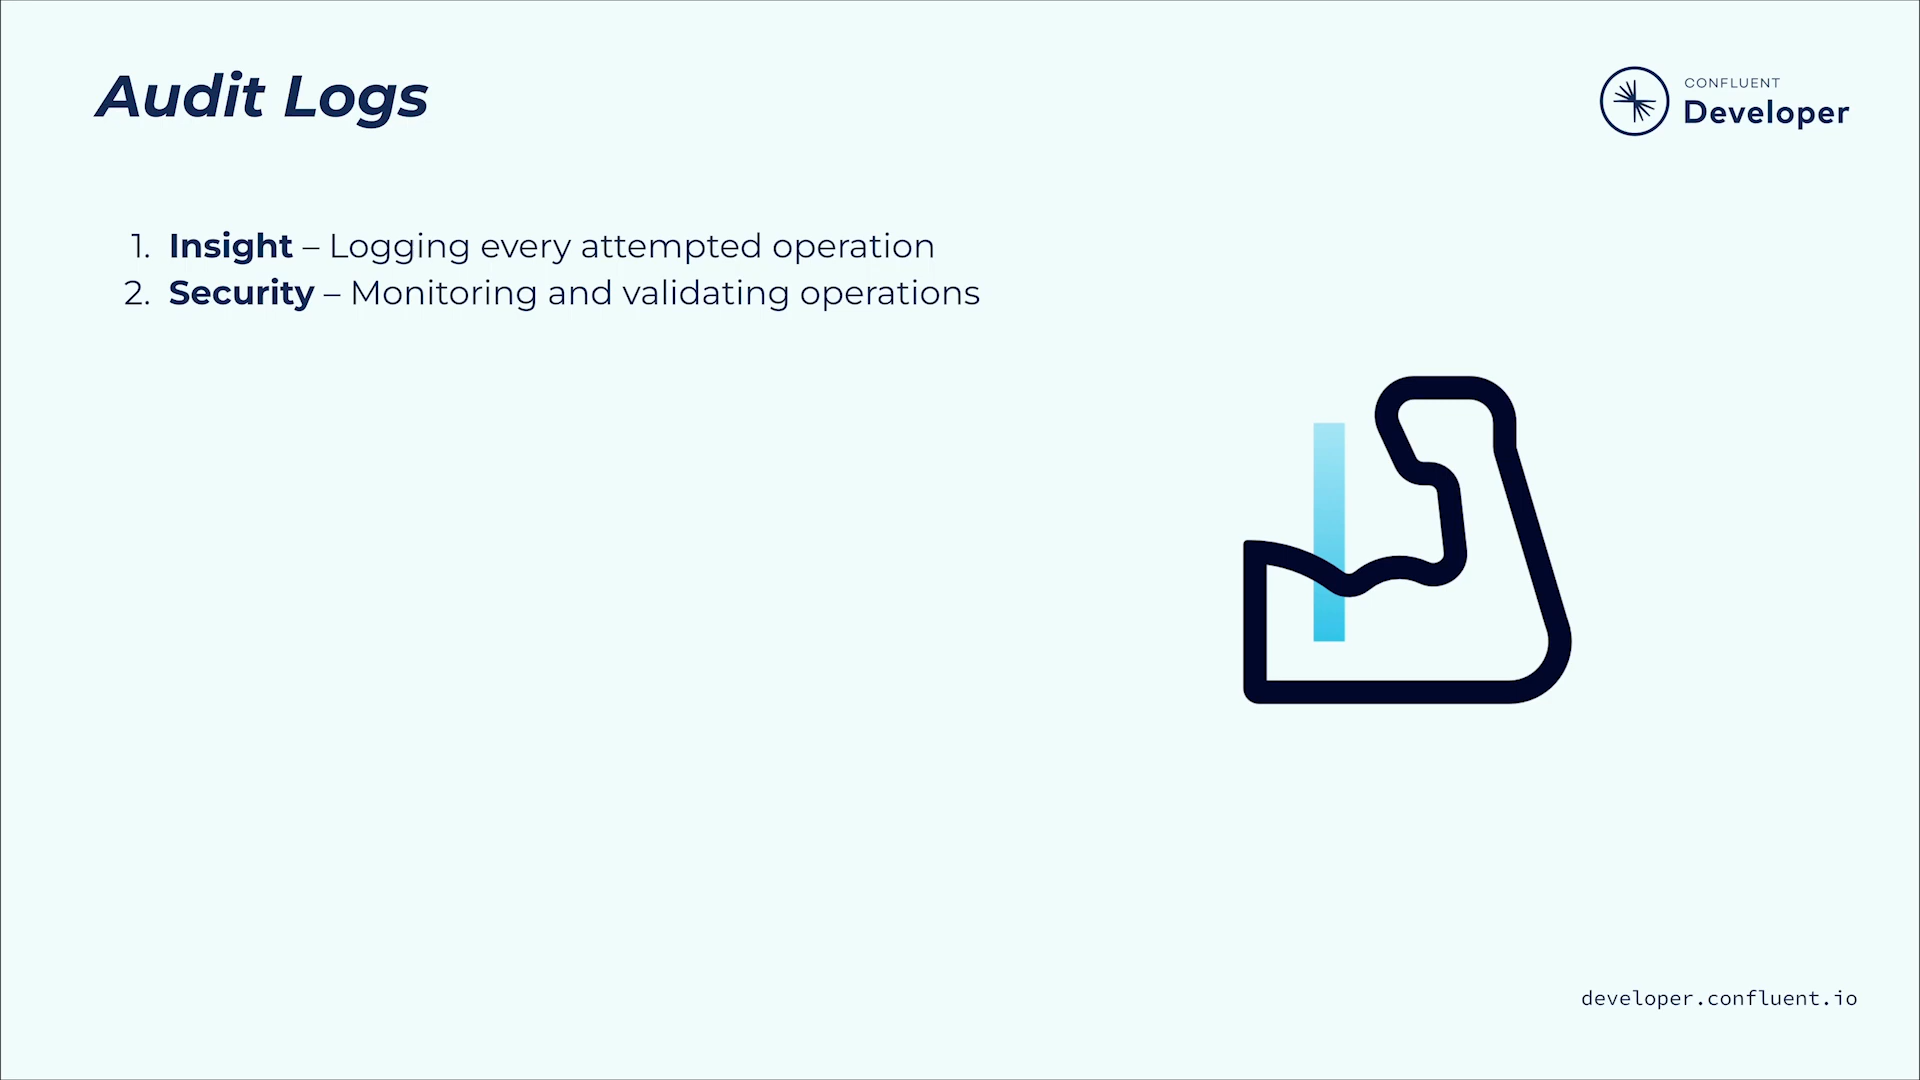 Audit Logs
CONFLUENT
Developer
1. Insight – Logging every attempted operation
2. Security – Monitoring and validating operations
developer.confluent.io